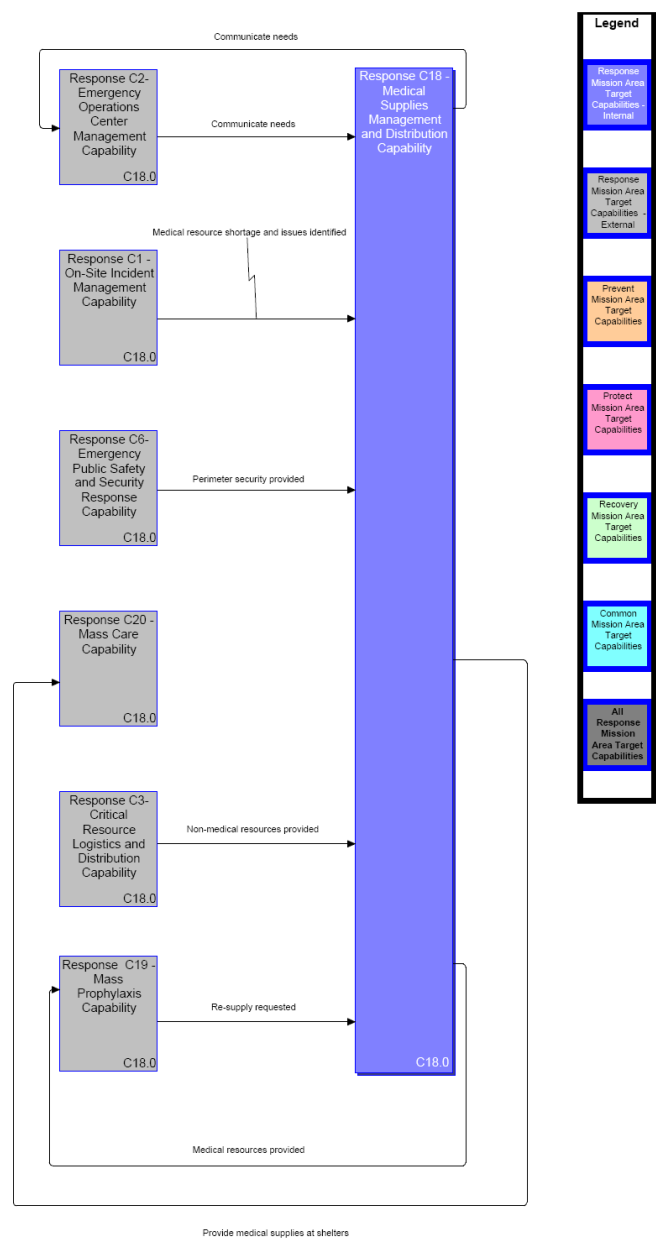 Communicate needs
Response C2-
Emergency
Operations
Center
Management
Capability
C18.0
Communicate needs
Response C18 -
Medical
Supplies
Management
and Distribution
Capability
Medical resource shortage and issues identified
Response C1 -
On-Site Incident
Management
Capability
C18.0
Response C6-
Emergency
Public Safety
and Security
Response
Capability
C18.0
Perimeter security provided
Response C20 -
Mass Care
Capability
C18.0
Response C3-
Critical
Resource
Logistics and
Distribution
Capability
C18.0
Non-medical resources provided
Response C19 -
Mass
Prophylaxis
Capability
C18.0
Re-supply requested
C18.0
Medical resources provided
Provide medical supplies at shelters
Legend
Response
Mission Area
Target
Capabilities -
Internal
Response
Mission Area
Target
Capabilities -
External
Prevent
Mission Area
Target
Capabilities
Protect
Mission Area
Target
Capabilities
Recovery
Mission Area
Target
Capabilities
Common
Mission Area
Target
Capabilities
All
Response
Mission
Area Target
Capabilities